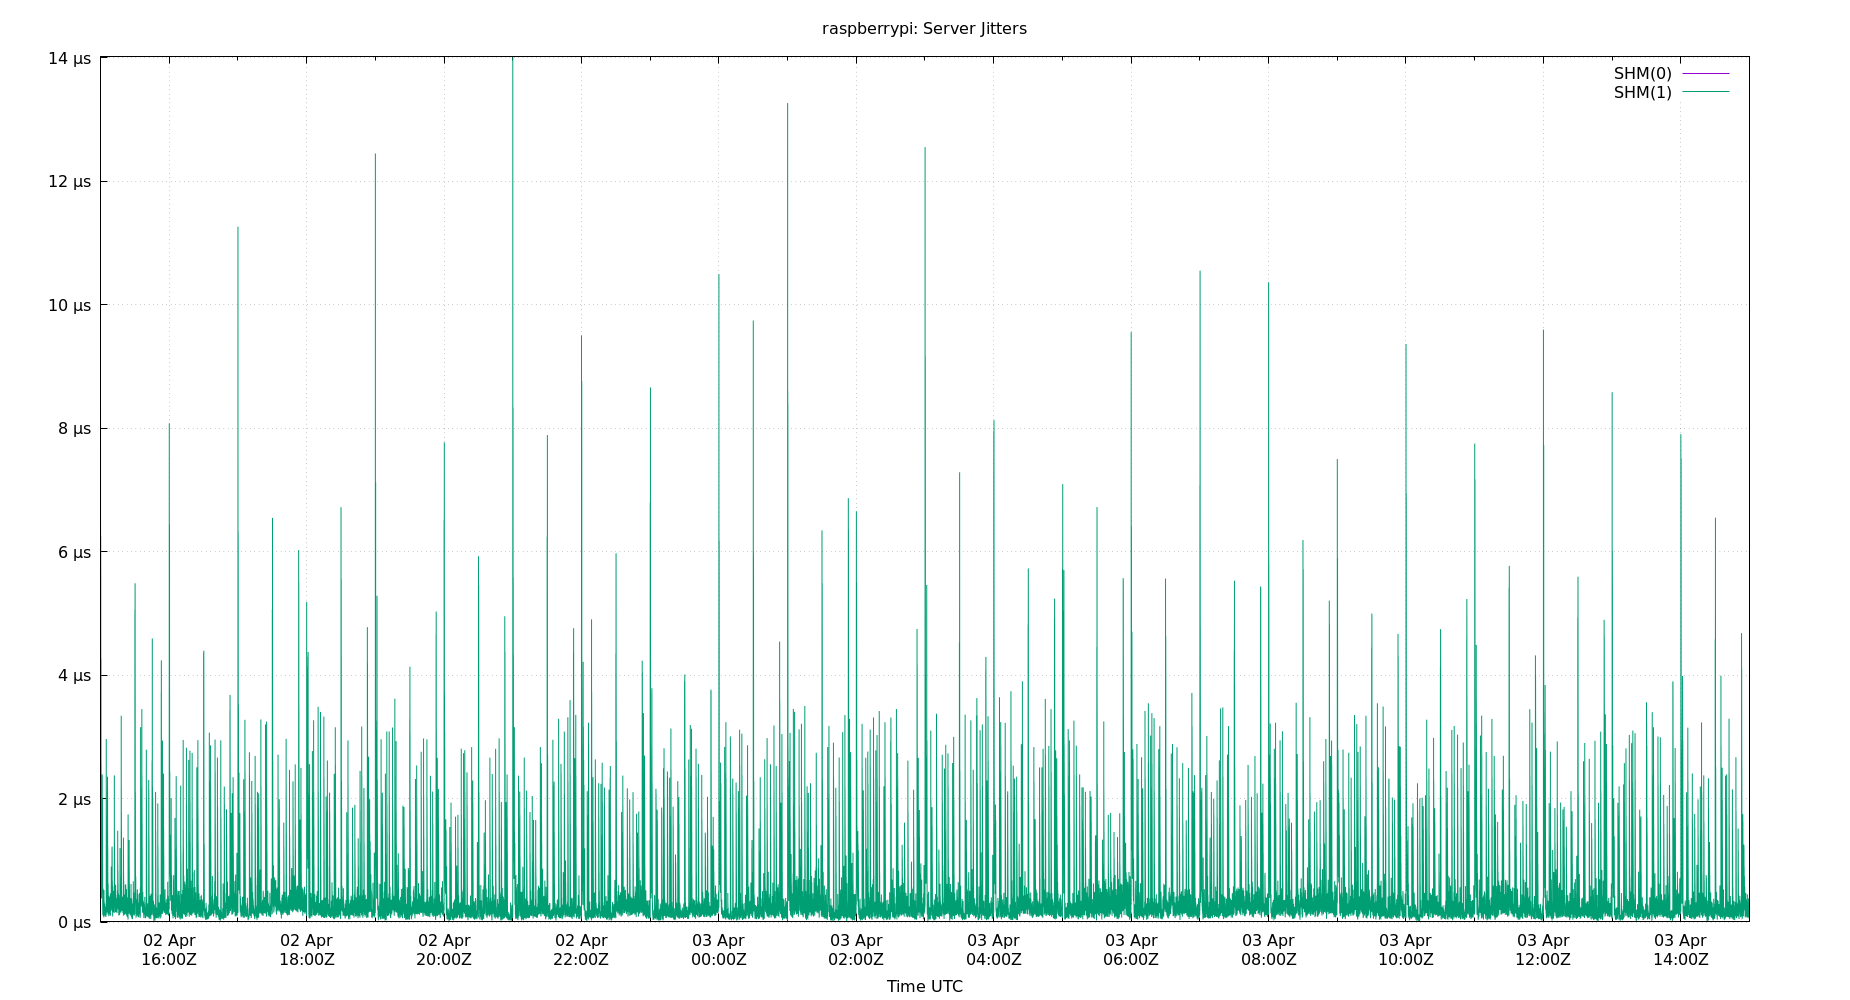 raspberrypi: Server Jitters
14 µs
12 µs
10 µs
8 µs
6 µs
4 µs
2 µs
0 µs
SHM(0)
SHM(1)
02 Apr
16:00Z
02 Apr
18:00Z
02 Apr
20:00Z
02 Apr
22:00Z
03 Apr
00:00Z
03 Apr
02:00Z
03 Apr
04:00Z
03 Apr
06:00Z
03 Apr
08:00Z
03 Apr
10:00Z
03 Apr
12:00Z
03 Apr
14:00Z
Time UTC